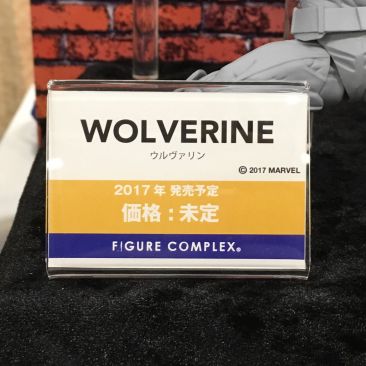 WOLVERINE
ウルヴァリン
© 2017 MARVEL
2017年 発売予定
価格：未定
FIGURE COMPLEX®